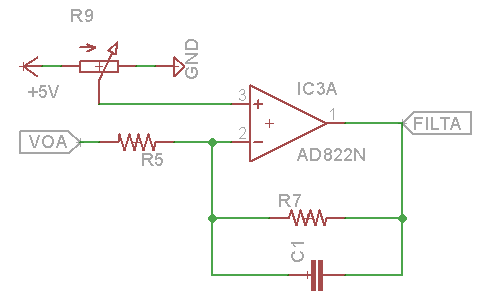 R9
GND
+5V
3
IC3A
1
FILTA
VOA
2
R5
AD822N
R7
C1